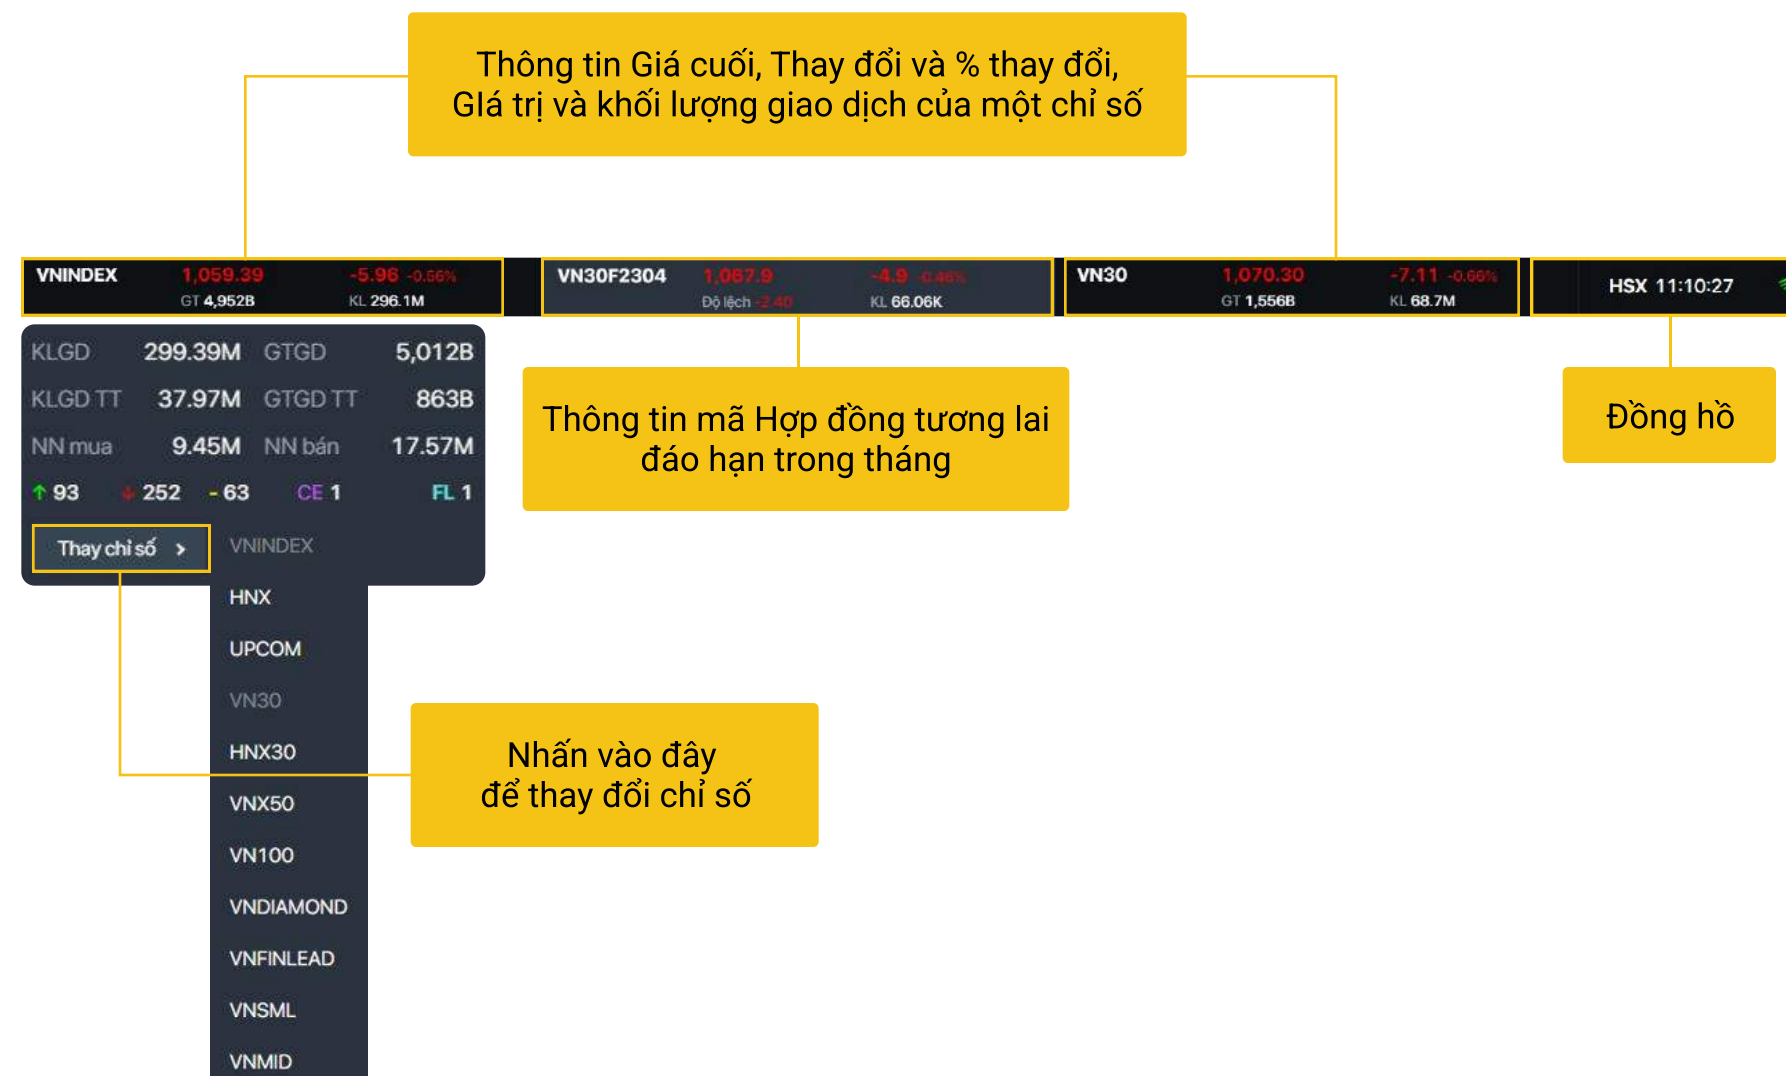 Thông tin Giá cuối, Thay đổi và % thay đổi,
GIá trị và khối lượng giao dịch của một chỉ số
VNINDEX 1,059.39 -5.96 -0.56%
GT 4,952B KL 296.1M
VN30F2304 1,067.9 -4.9 -0.46%
Độ lệch -2.40 KL 66.06K
VN30 1,070.30 -7.11 -0.66%
GT 1,556B KL 68.7M
HSX 11:10:27
KLGD 299.39M GTGD 5,012B
KLGD TT 37.97M GTGD TT 863B
NN mua 9.45M NN bán 17.57M
↑ 93 ↓ 252 - 63 CE 1 FL 1
Thay chỉ số >
Thông tin mã Hợp đồng tương lai
đáo hạn trong tháng
Đồng hồ
VNINDEX
HNX
UPCOM
VN30
HNX30
VNX50
VN100
VNDIAMOND
VNFINLEAD
VNSML
VNMID
Nhấn vào đây
để thay đổi chỉ số